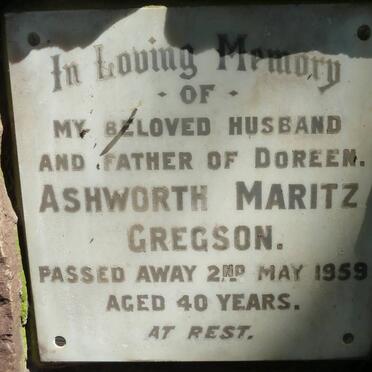 In Loving Memory
- OF -
MY BELOVED HUSBAND
AND FATHER OF DOREEN.
ASHWORTH MARITZ
GREGSON.
PASSED AWAY 2ND MAY 1959
AGED 40 YEARS.
AT REST.